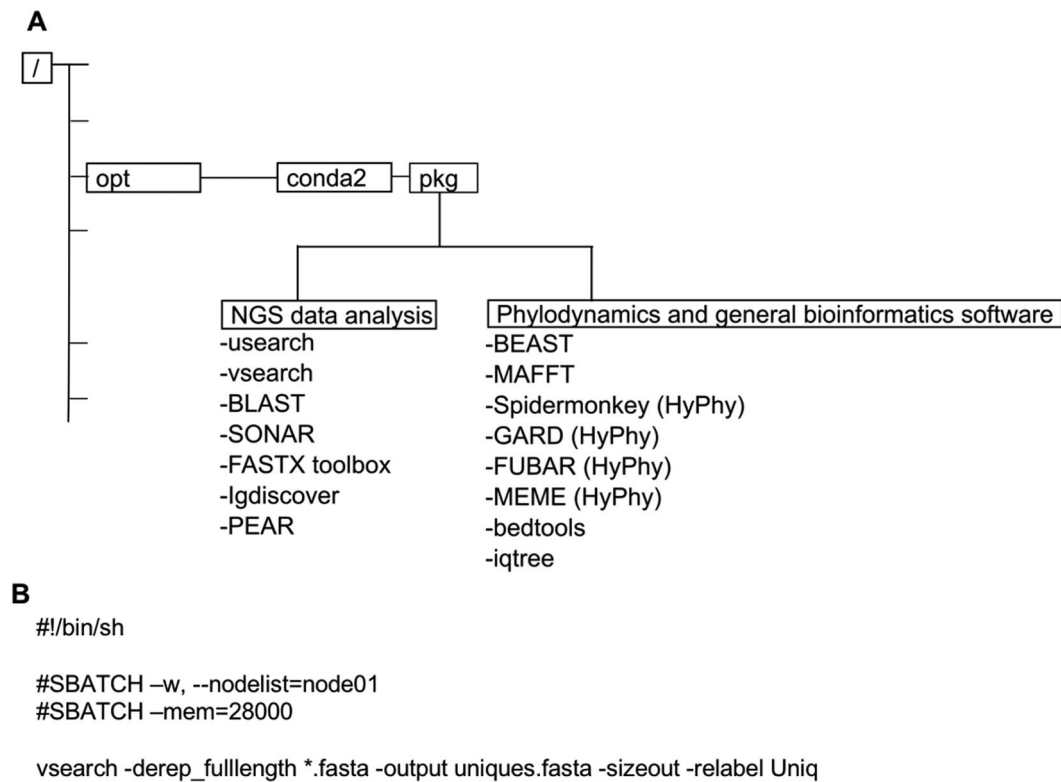 A
/
opt conda2 pkg
NGS data analysis
-usearch
-vsearch
-BLAST
-SONAR
-FASTX toolbox
-Igdiscover
-PEAR
Phylodynamics and general bioinformatics software
-BEAST
-MAFFT
-Spidermonkey (HyPhy)
-GARD (HyPhy)
-FUBAR (HyPhy)
-MEME (HyPhy)
-bedtools
-iqtree
B
#!/bin/sh
#SBATCH –w, --nodelist=node01
#SBATCH –mem=28000
vsearch -derep_fulllength *.fasta -output uniques.fasta -sizeout -relabel Uniq